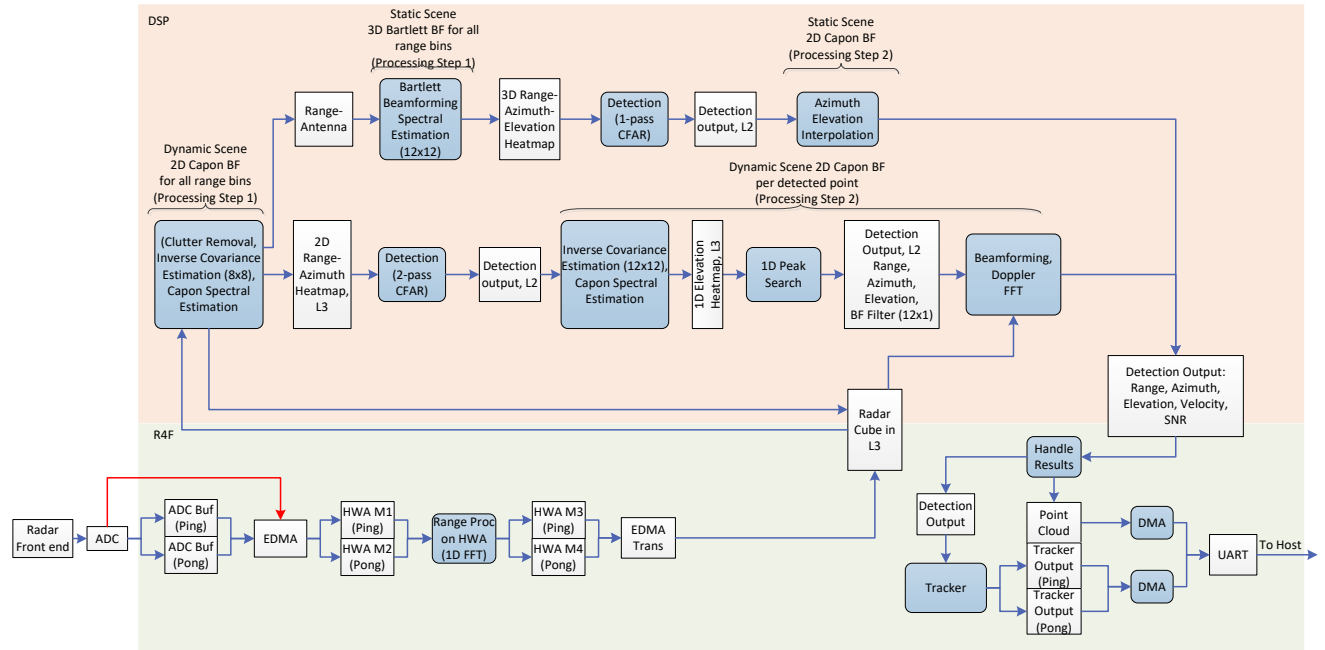 DSP
Static Scene
3D Bartlett BF for all
range bins
(Processing Step 1)
Static Scene
2D Capon BF
(Processing Step 2)
Range-
Antenna
Bartlett
Beamforming
Spectral
Estimation
(12x12)
3D Range-
Azimuth-
Elevation
Heatmap
Detection
(1-pass
CFAR)
Detection
output, L2
Azimuth
Elevation
Interpolation
Dynamic Scene
2D Capon BF
for all range bins
(Processing Step 1)
Dynamic Scene 2D Capon BF
per detected point
(Processing Step 2)
(Clutter Removal,
Inverse Covariance
Estimation (8x8),
Capon Spectral
Estimation
2D
Range-
Azimuth
Heatmap,
L3
Detection
(2-pass
CFAR)
Detection
output, L2
Inverse Covariance
Estimation (12x12),
Capon Spectral
Estimation
1D Elevation
Heatmap, L3
1D Peak
Search
Detection
Output, L2
Range,
Azimuth,
Elevation,
BF Filter (12x1)
Beamforming,
Doppler
FFT
Detection Output:
Range, Azimuth,
Elevation, Velocity,
SNR
Radar
Cube in
L3
R4F
Radar
Front end
ADC
ADC Buf
(Ping)
ADC Buf
(Pong)
EDMA
HWA M1
(Ping)
HWA M2
(Pong)
Range Proc
on HWA
(1D FFT)
HWA M3
(Ping)
HWA M4
(Pong)
EDMA
Trans
Handle
Results
Detection
Output
Tracker
Point
Cloud
Tracker
Output
(Ping)
Tracker
Output
(Pong)
DMA
DMA
UART
To Host